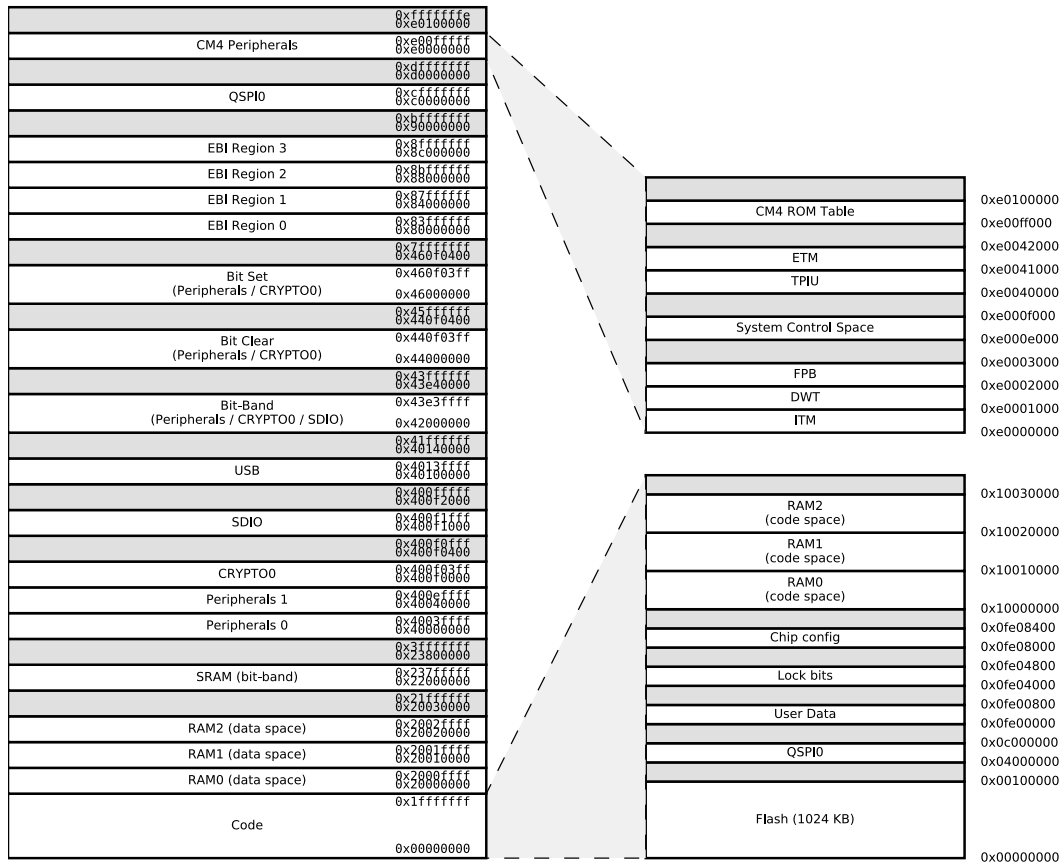 0xfffffffe
0xe0100000
CM4 Peripherals
0xe00fffff
0xe0000000
0xdfffffff
0xd0000000
QSPI0
0xcfffffff
0xc0000000
0xbfffffff
0x90000000
EBI Region 3
0x8fffffff
0x8c000000
EBI Region 2
0x8bffffff
0x88000000
EBI Region 1
0x87ffffff
0x84000000
EBI Region 0
0x83ffffff
0x80000000
0x7fffffff
0x460f0400
Bit Set
(Peripherals / CRYPTO0)
0x460f03ff
0x46000000
0x45ffffff
0x440f0400
Bit Clear
(Peripherals / CRYPTO0)
0x440f03ff
0x44000000
0x43ffffff
0x43e40000
Bit-Band
(Peripherals / CRYPTO0 / SDIO)
0x43e3ffff
0x42000000
0x41ffffff
0x40140000
USB
0x4013ffff
0x40100000
0x400fffff
0x400f2000
SDIO
0x400f1fff
0x400f1000
0x400f0fff
0x400f0400
CRYPTO0
0x400f03ff
0x400f0000
Peripherals 1
0x400effff
0x40040000
Peripherals 0
0x4003ffff
0x40000000
0x3fffffff
0x23800000
SRAM (bit-band)
0x237fffff
0x22000000
0x21ffffff
0x20030000
RAM2 (data space)
0x2002ffff
0x20020000
RAM1 (data space)
0x2001ffff
0x20010000
RAM0 (data space)
0x2000ffff
0x20000000
Code
0x1fffffff
0x00000000
0xe0100000
CM4 ROM Table
0xe00ff000
0xe0042000
ETM
0xe0041000
TPIU
0xe0040000
0xe000f000
System Control Space
0xe000e000
0xe0003000
FPB
0xe0002000
DWT
0xe0001000
ITM
0xe0000000
0x10030000
RAM2
(code space)
0x10020000
RAM1
(code space)
0x10010000
RAM0
(code space)
0x10000000
0x0fe08400
Chip config
0x0fe08000
0x0fe04800
Lock bits
0x0fe04000
0x0fe00800
User Data
0x0fe00000
0x0c000000
QSPI0
0x04000000
0x00100000
Flash (1024 KB)
0x00000000